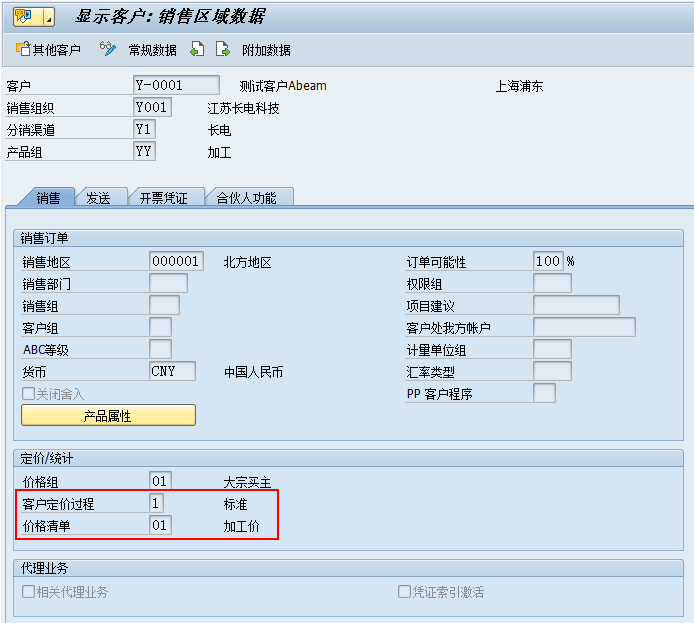 显示客户: 销售区域数据
其他客户 常规数据 附加数据
客户 Y-0001 测试客户Abeam 上海浦东
销售组织 Y001 江苏长电科技
分销渠道 Y1 长电
产品组 YY 加工
销售 发送 开票凭证 合伙人功能
销售订单
销售地区 000001 北方地区 订单可能性 100 %
销售部门 权限组
销售组 项目建议
客户组 客户处我方帐户
ABC等级 计量单位组
货币 CNY 中国人民币 汇率类型
关闭舍入 PP 客户程序
产品属性
定价/统计
价格组 01 大宗买主
客户定价过程 1 标准
价格清单 01 加工价
代理业务
相关代理业务 凭证索引激活